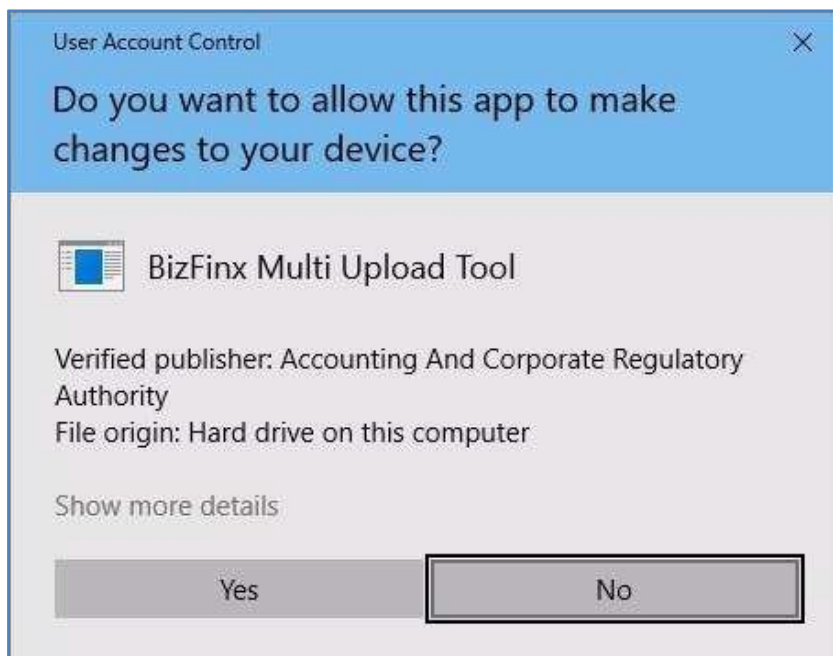 User Account Control
Do you want to allow this app to make
changes to your device?
BizFinx Multi Upload Tool
Verified publisher: Accounting And Corporate Regulatory
Authority
File origin: Hard drive on this computer
Show more details
Yes
No